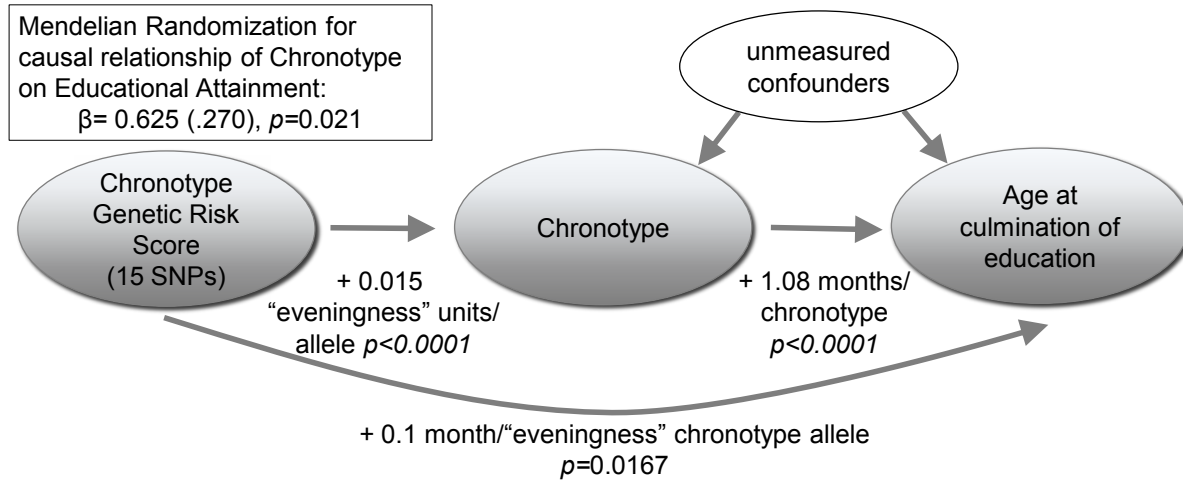 Mendelian Randomization for
causal relationship of Chronotype
on Educational Attainment:
β= 0.625 (.270), p=0.021
unmeasured
confounders
Chronotype
Genetic Risk
Score
(15 SNPs)
Chronotype
Age at
culmination of
education
+ 0.015
“eveningness” units/
allele p<0.0001
+ 1.08 months/
chronotype
p<0.0001
+ 0.1 month/“eveningness” chronotype allele
p=0.0167